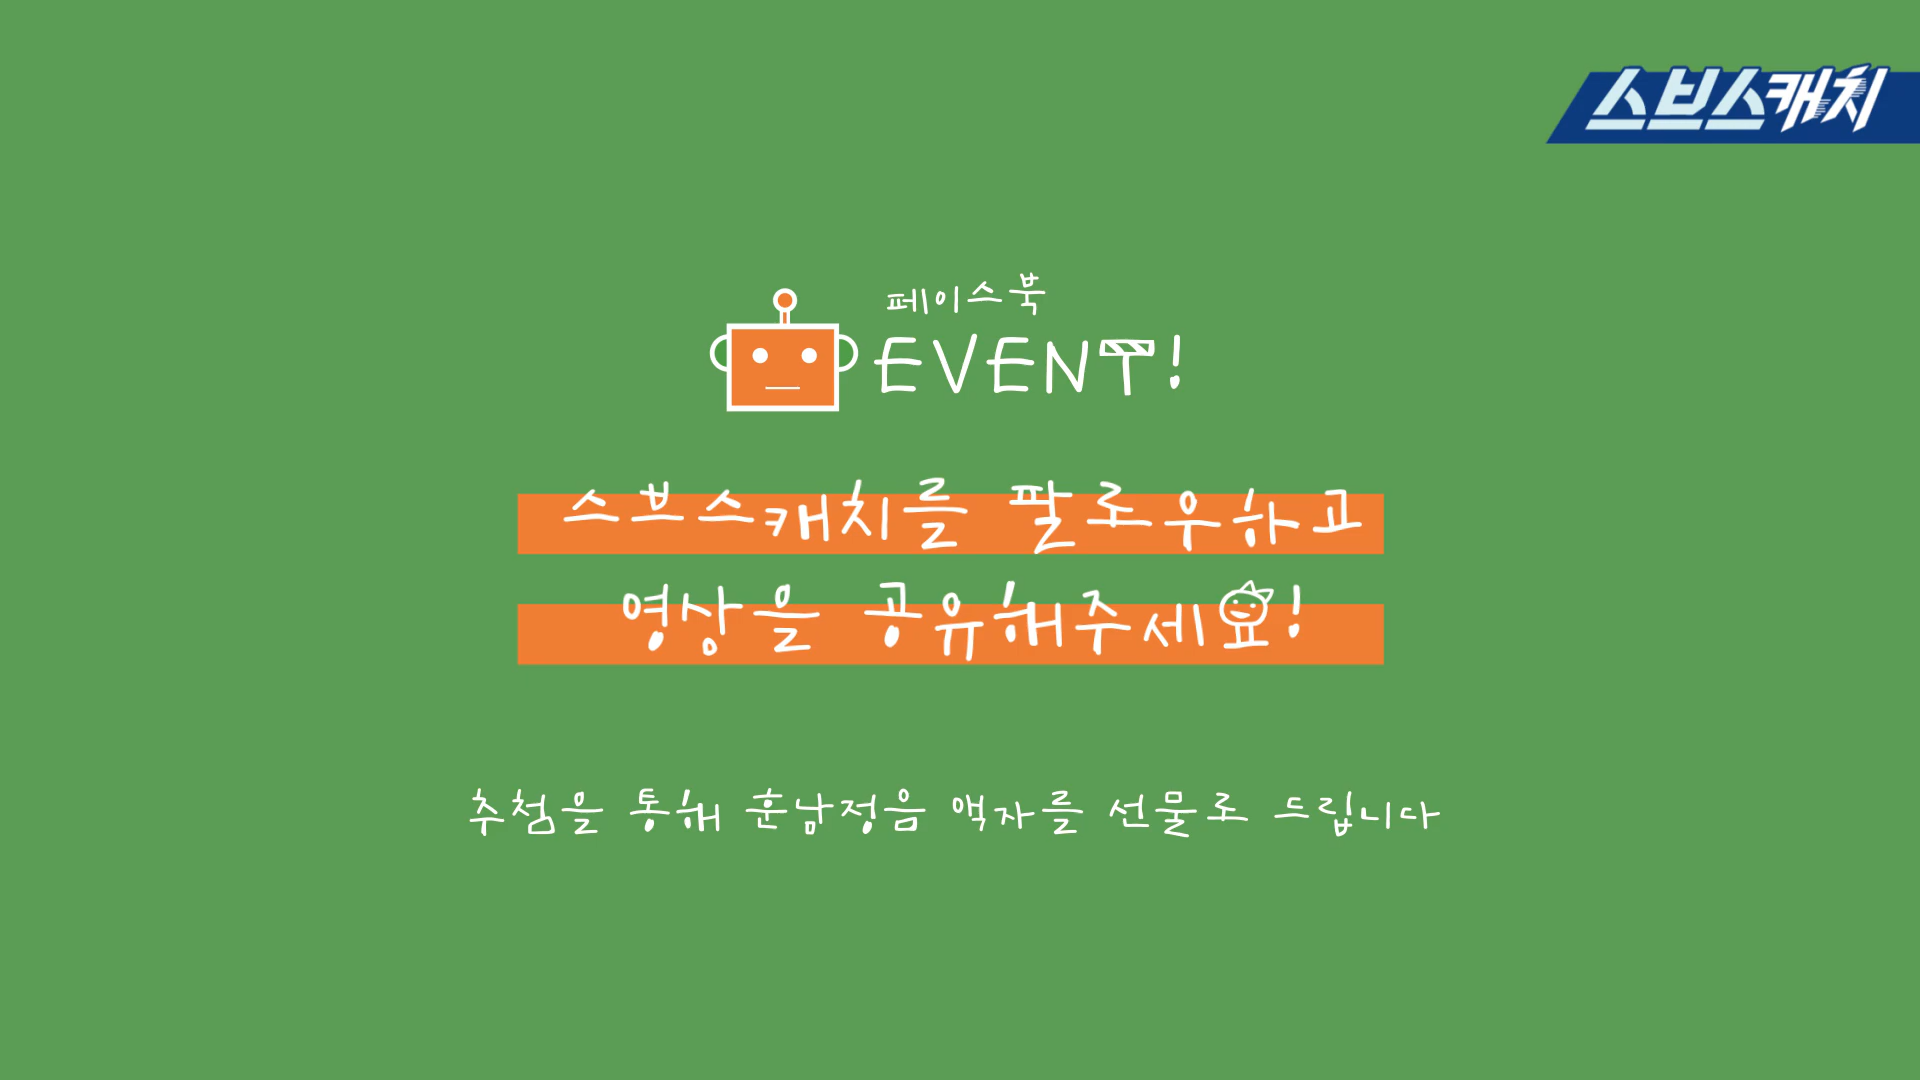 스브스캐치
페이스북
EVENT!
스브스캐치를 팔로우하고
영상을 공유해주세요!
추첨을 통해 훈남정음 액자를 선물로 드립니다